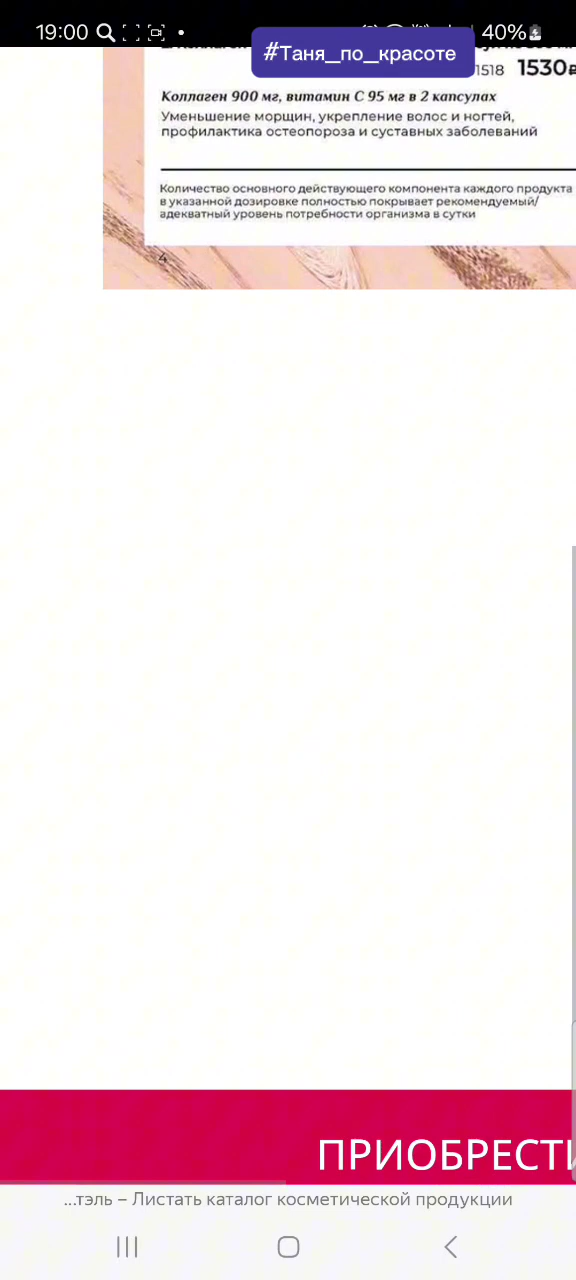 19:00
40%
#Таня_по_красоте
1518 1530₽
Коллаген 900 мг, витамин С 95 мг в 2 капсулах
Уменьшение морщин, укрепление волос и ногтей,
профилактика остеопороза и суставных заболеваний
Количество основного действующего компонента каждого продукта
в указанной дозировке полностью покрывает рекомендуемый/
адекватный уровень потребности организма в сутки
4
ПРИОБРЕСТИ
...тэль – Листать каталог косметической продукции